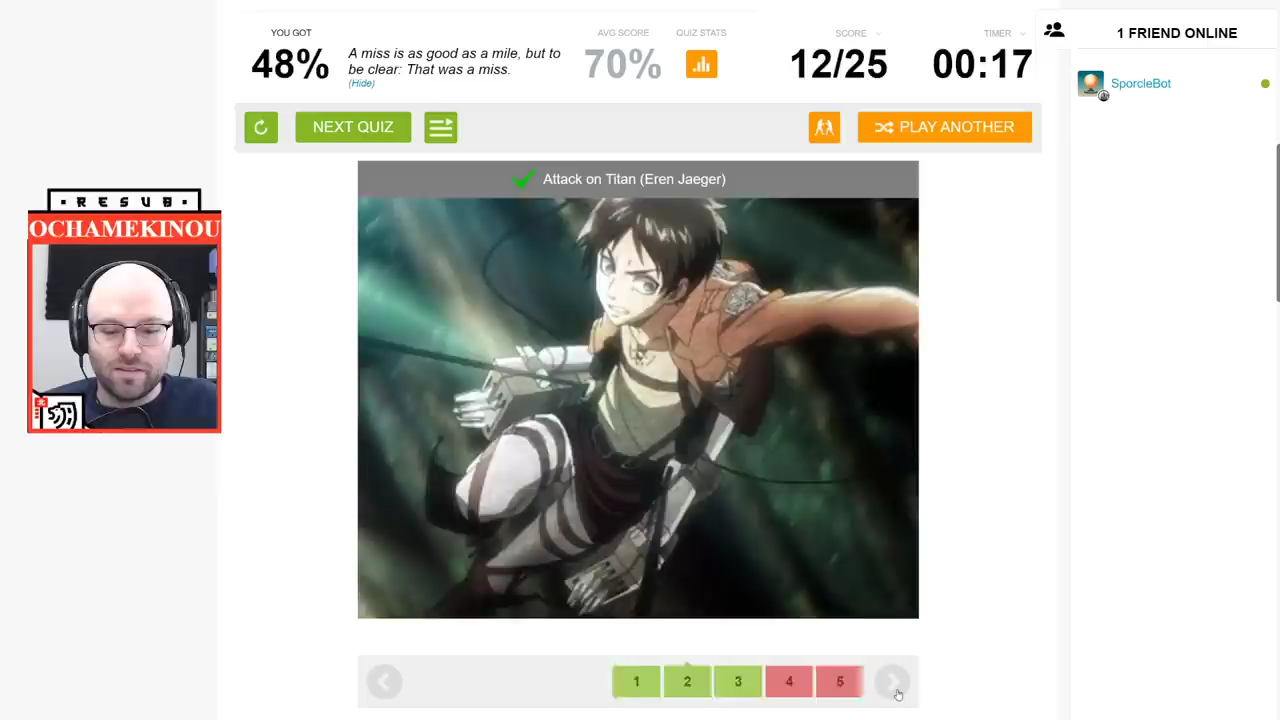 YOU GOT
48%
A miss is as good as a mile, but to
be clear: That was a miss.
(Hide)
AVG SCORE
70%
QUIZ STATS
SCORE
12/25
TIMER
00:17
1 FRIEND ONLINE
SporcleBot
NEXT QUIZ
PLAY ANOTHER
Attack on Titan (Eren Jaeger)
RESUB
OCHAMEKINOU
1 2 3 4 5